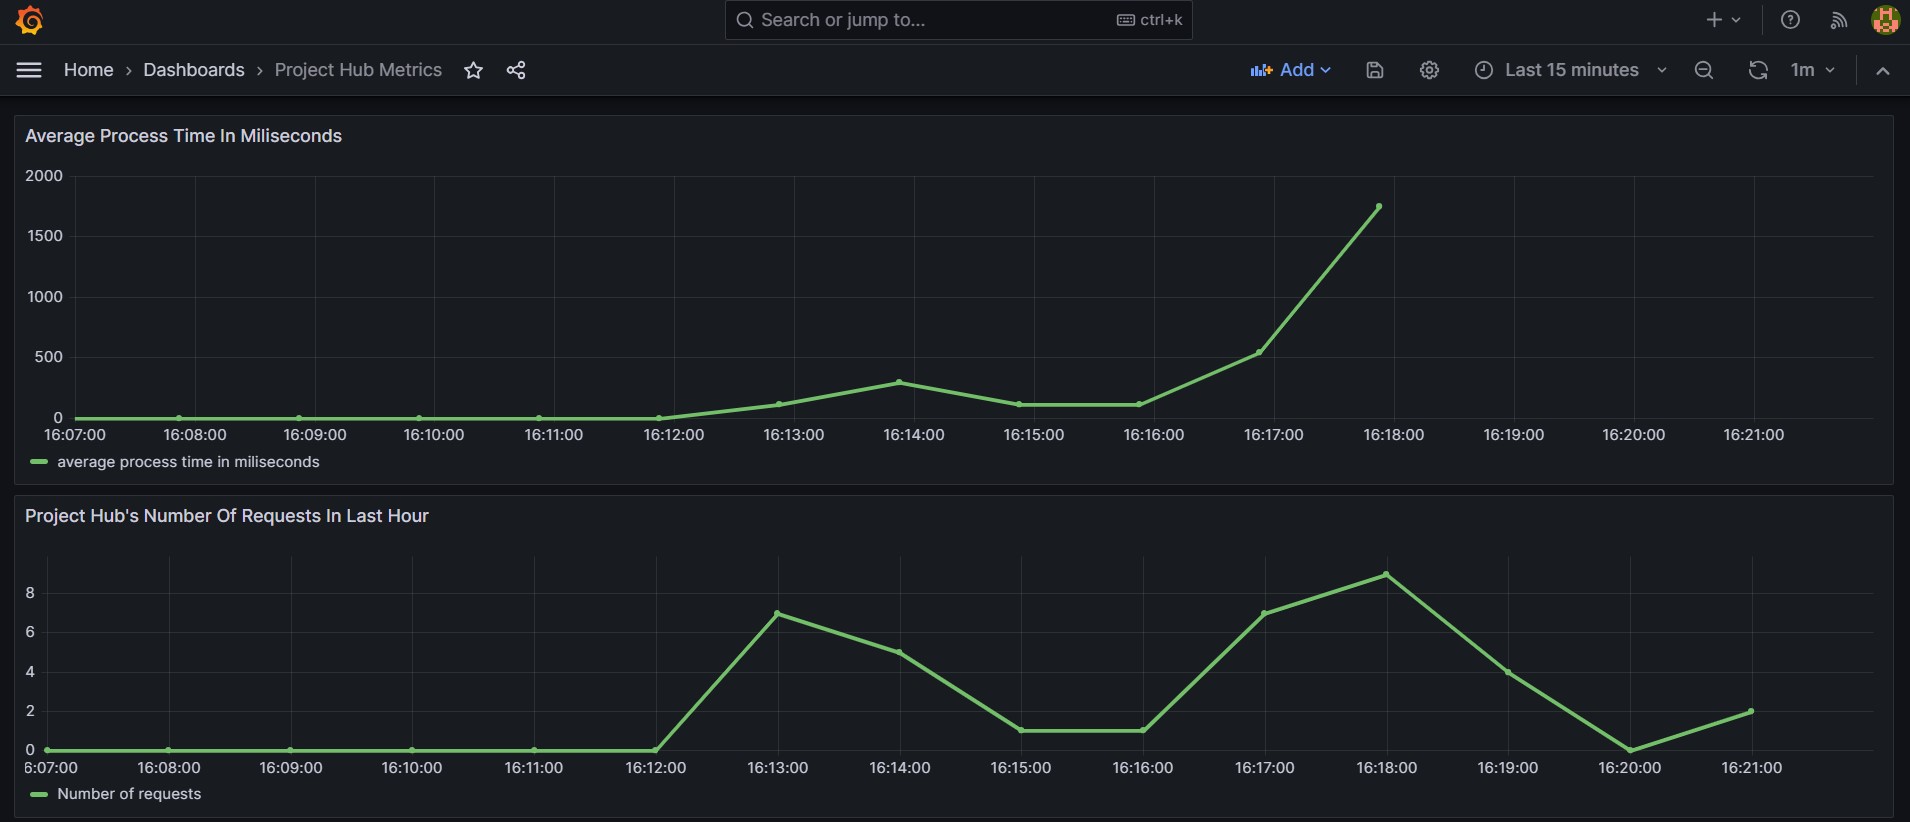 Search or jump to... ctrl+k
Home › Dashboards › Project Hub Metrics Add Last 15 minutes 1m
Average Process Time In Miliseconds
2000
1500
1000
500
0
16:07:00 16:08:00 16:09:00 16:10:00 16:11:00 16:12:00 16:13:00 16:14:00 16:15:00 16:16:00 16:17:00 16:18:00 16:19:00 16:20:00 16:21:00
average process time in miliseconds
Project Hub's Number Of Requests In Last Hour
8
6
4
2
0
6:07:00 16:08:00 16:09:00 16:10:00 16:11:00 16:12:00 16:13:00 16:14:00 16:15:00 16:16:00 16:17:00 16:18:00 16:19:00 16:20:00 16:21:00
Number of requests